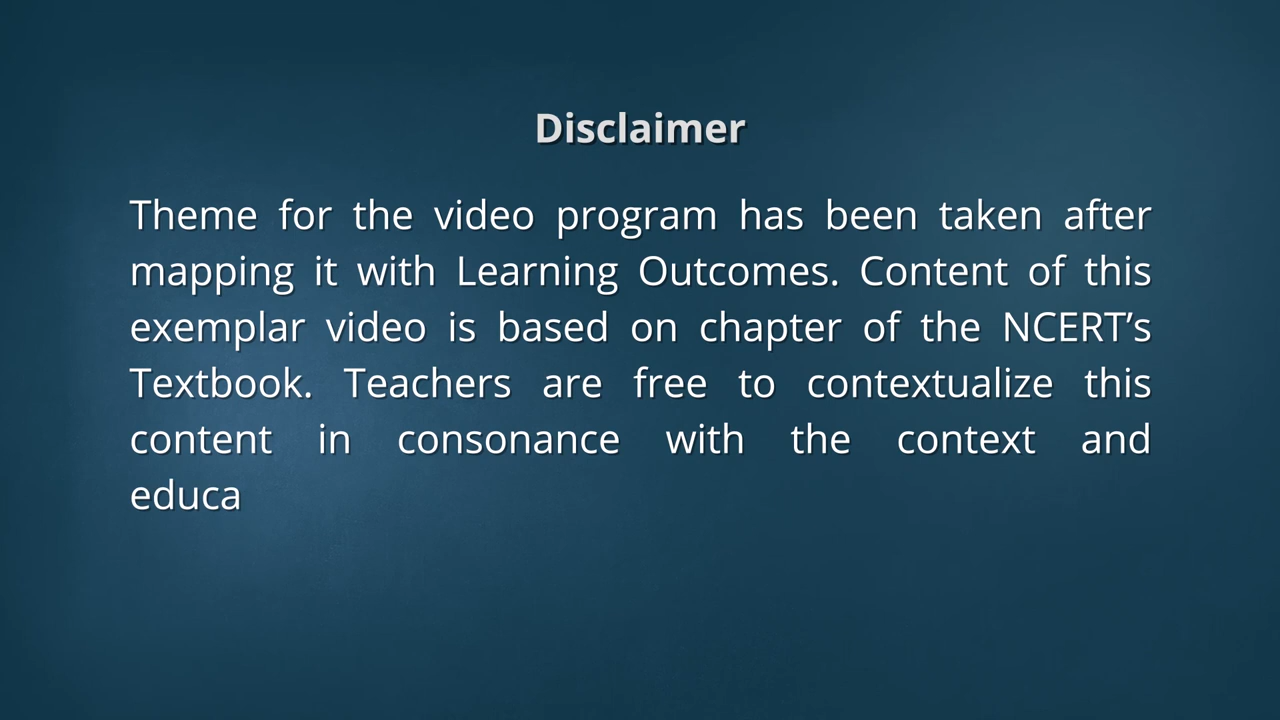 Disclaimer
Theme for the video program has been taken after
mapping it with Learning Outcomes. Content of this
exemplar video is based on chapter of the NCERT’s
Textbook. Teachers are free to contextualize this
content in consonance with the context and
educa